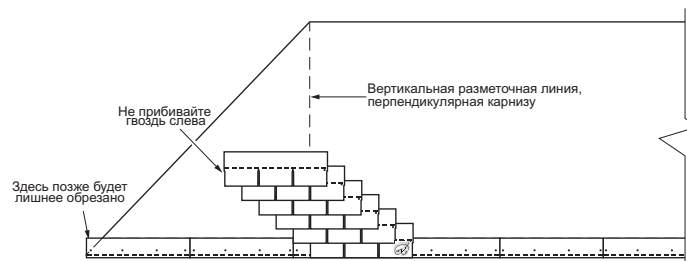 Вертикальная разметочная линия,
перпендикулярная карнизу
Не прибивайте
гвоздь слева
Здесь позже будет
лишнее обрезано